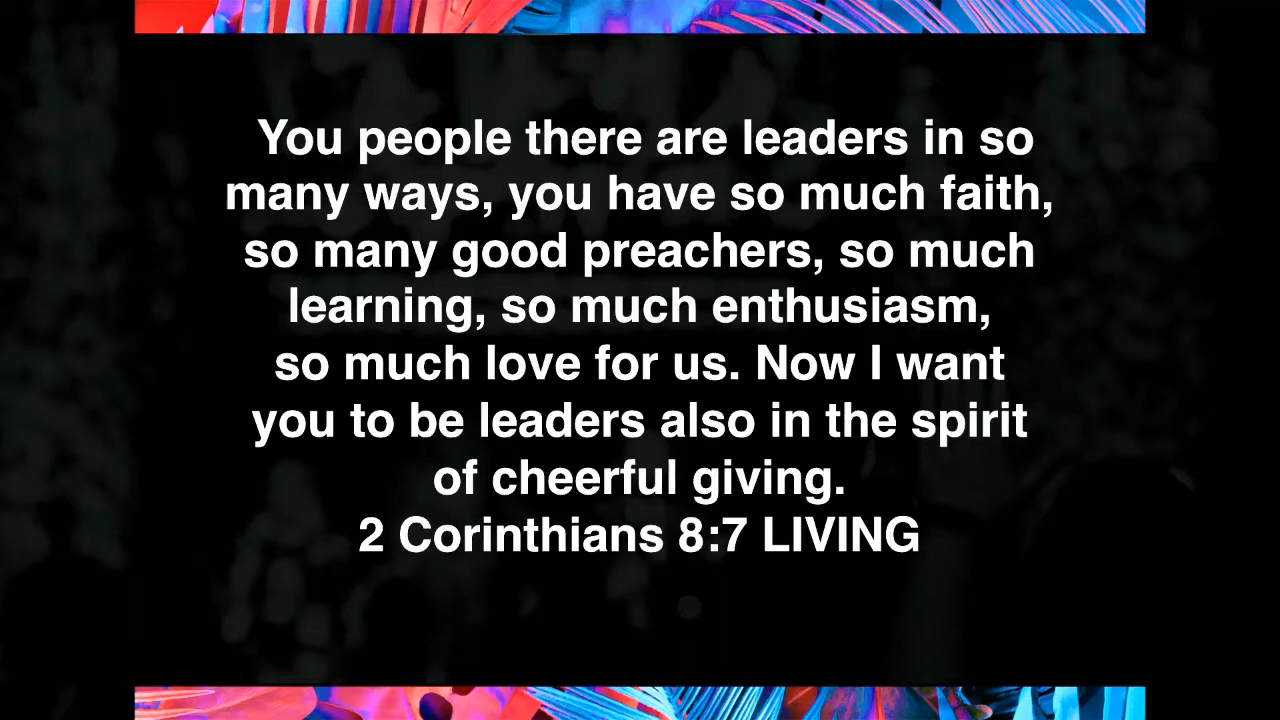 You people there are leaders in so
many ways, you have so much faith,
so many good preachers, so much
learning, so much enthusiasm,
so much love for us. Now I want
you to be leaders also in the spirit
of cheerful giving.
2 Corinthians 8:7 LIVING